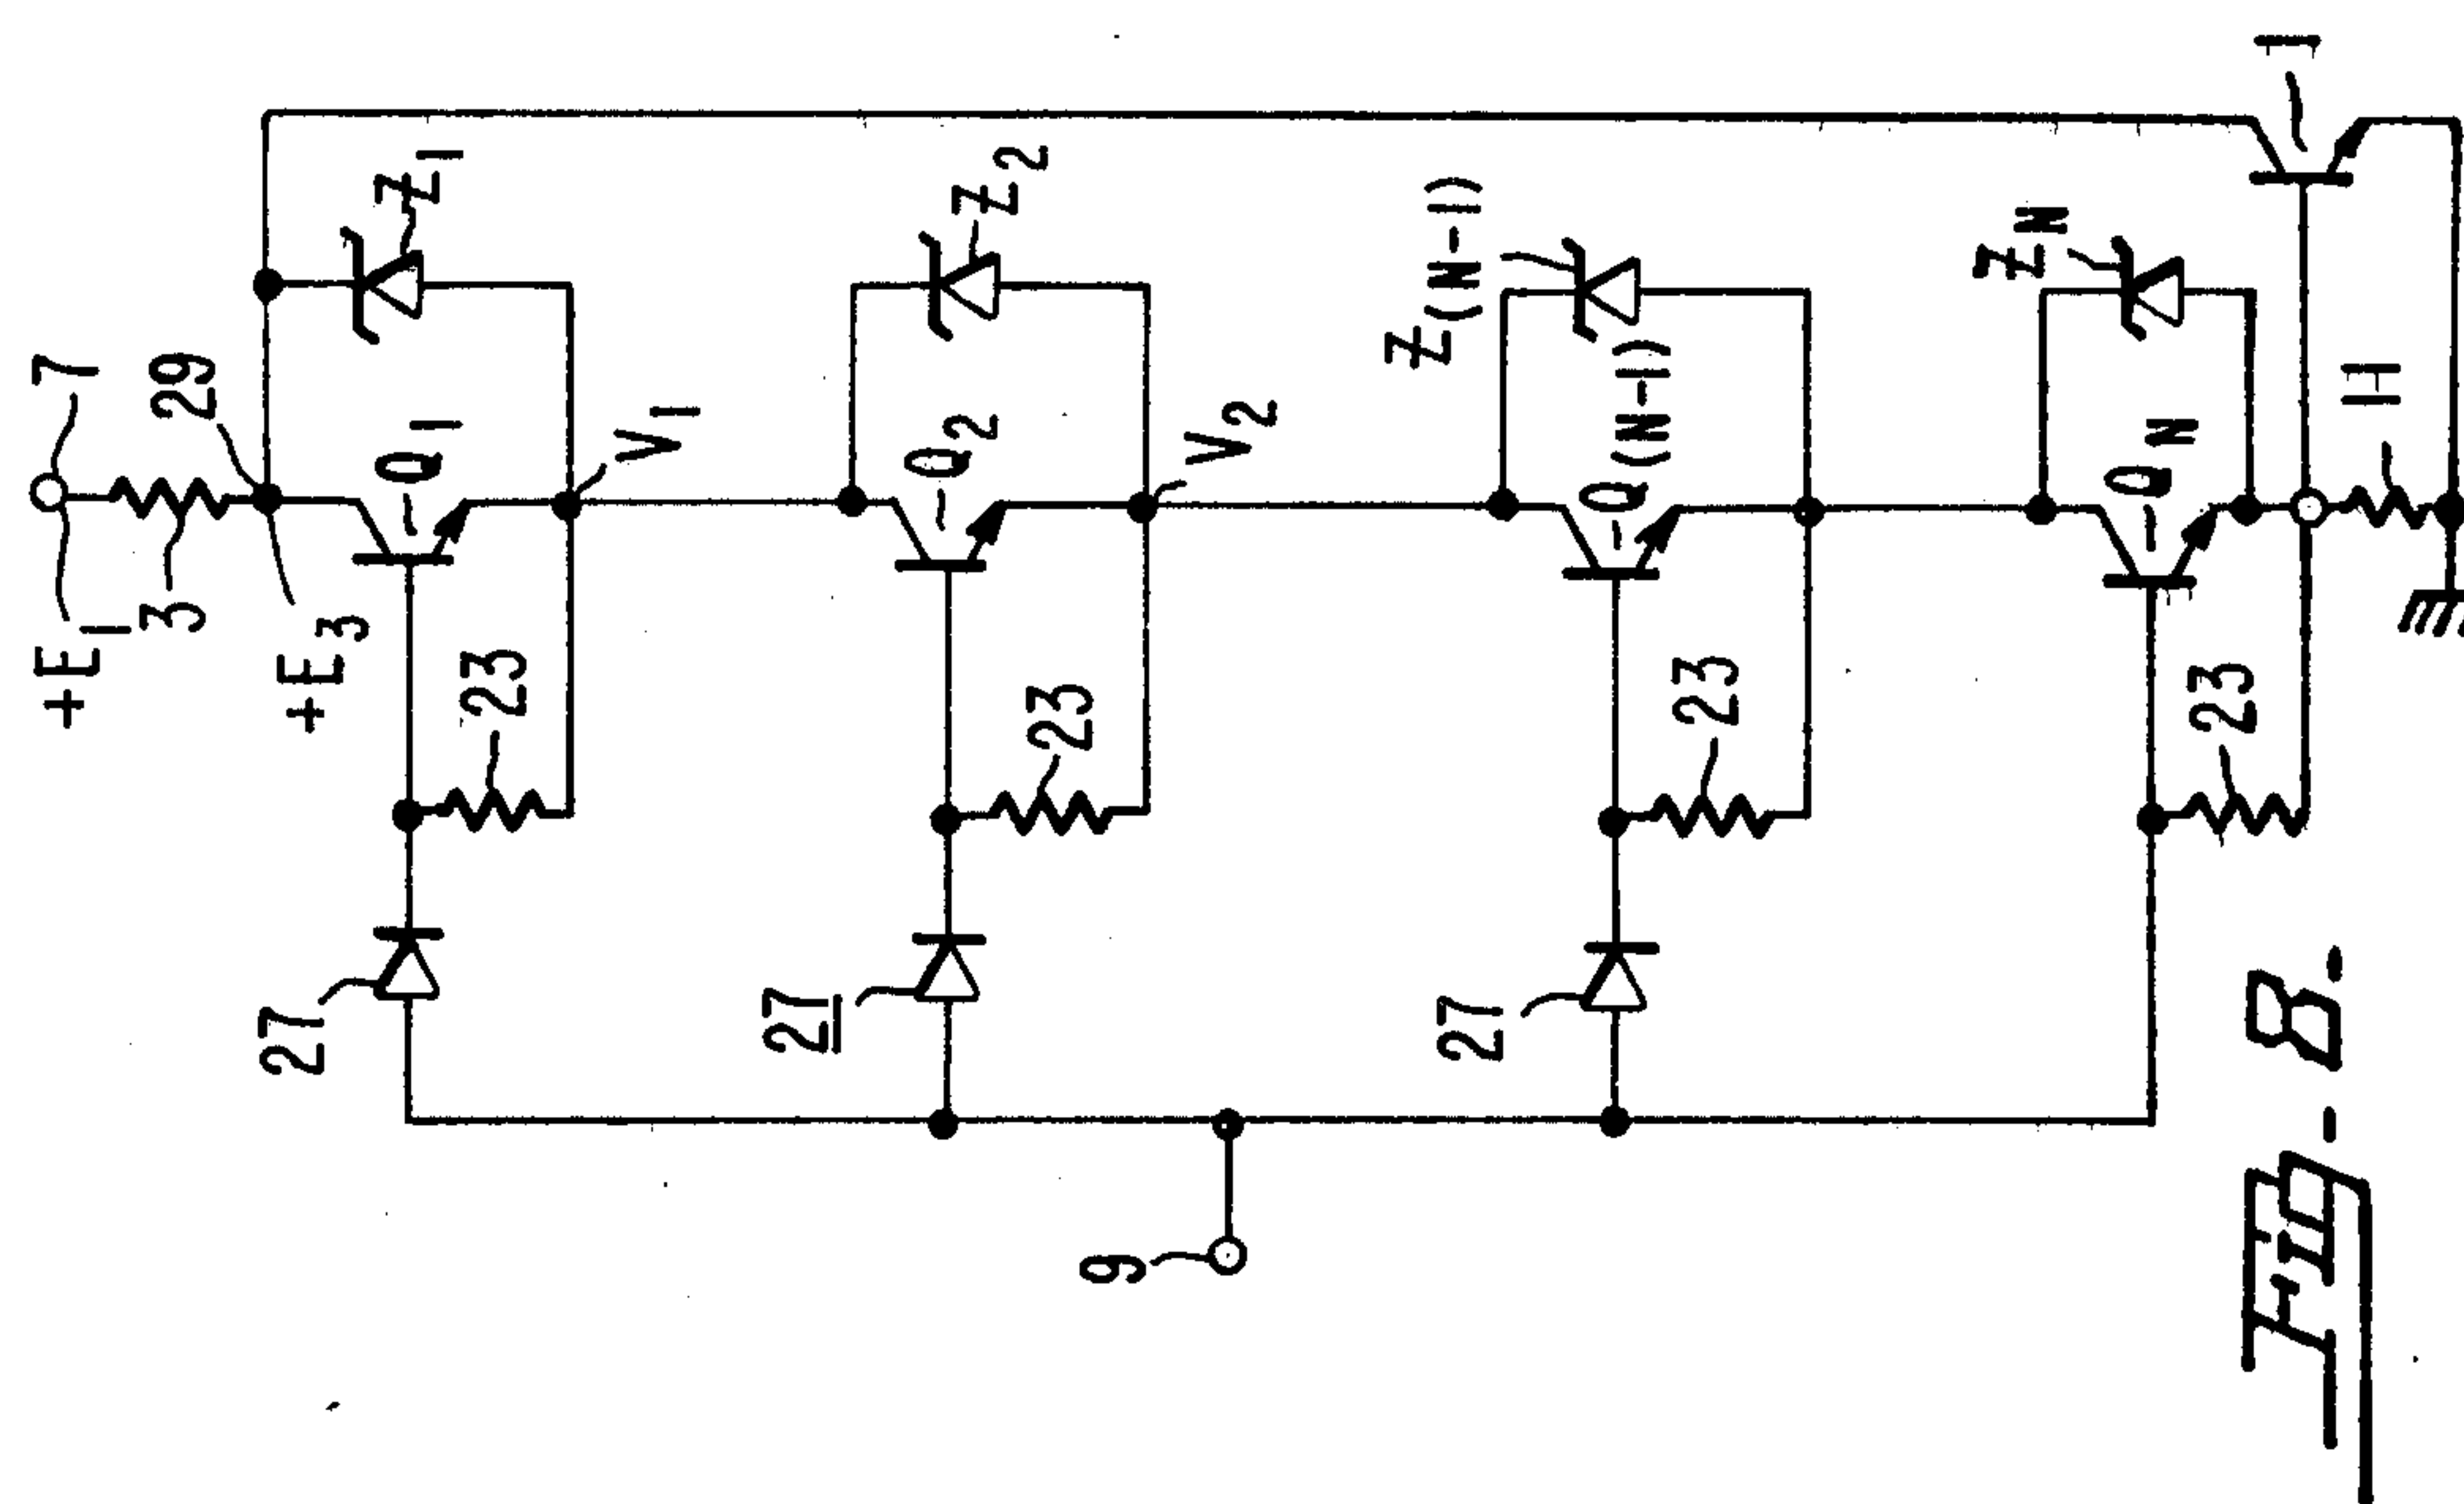 +E1
7
3
29
+E3
Z1
Q1
V1
23
27
Z2
Q2
V2
23
27
9
Z(N-1)
Q(N-1)
23
27
ZN
QN
23
1
11
FIG-8-